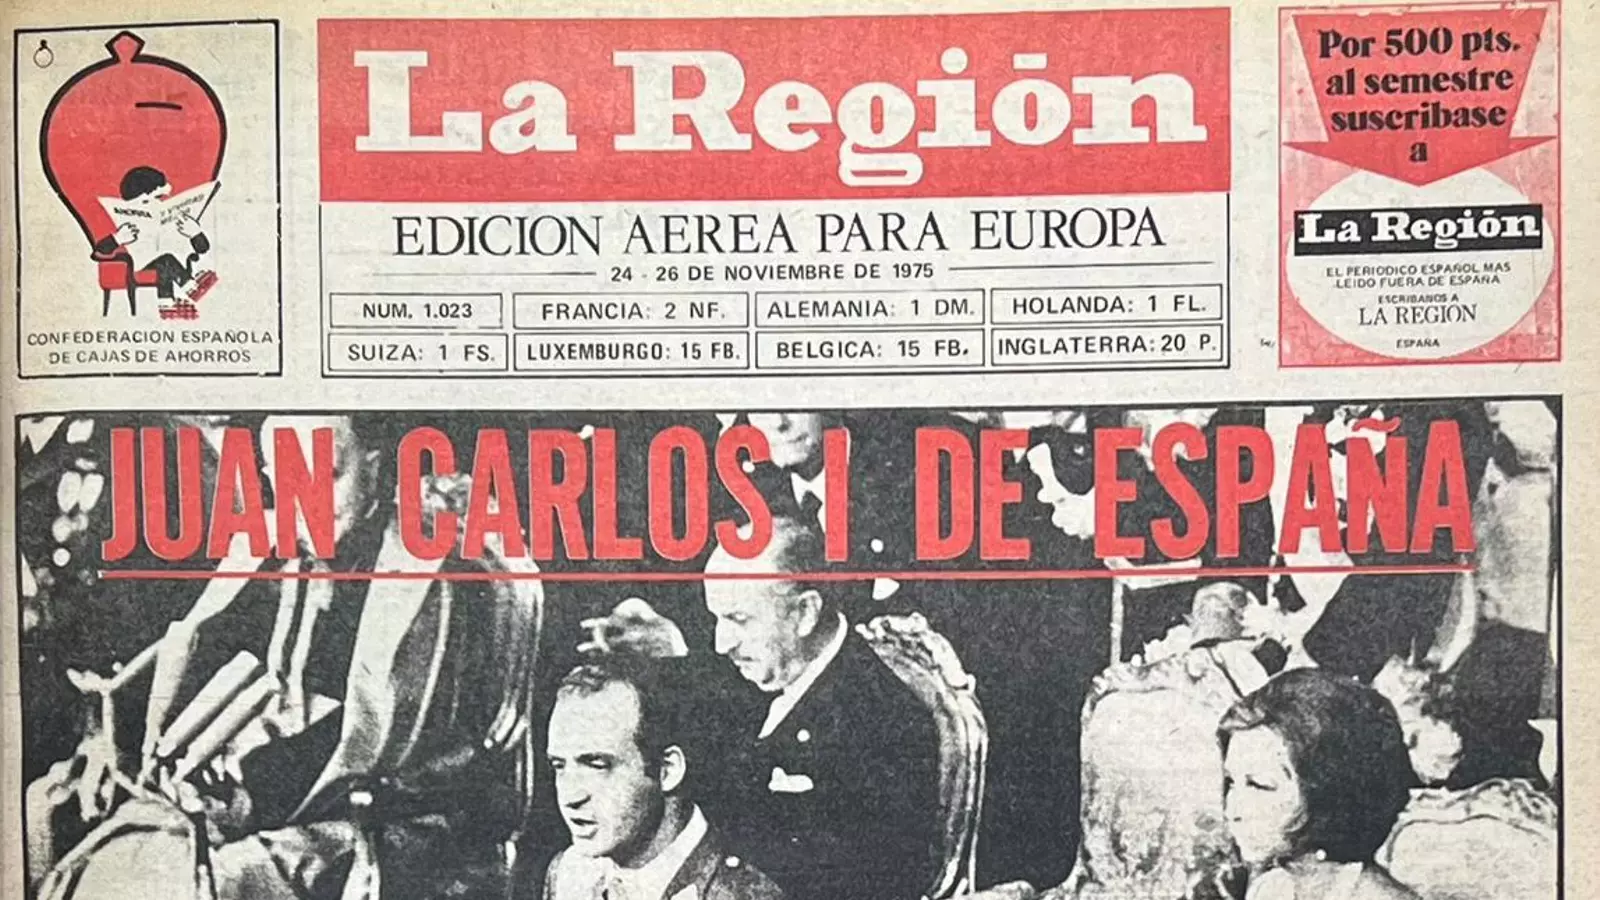 AHORRA
CONFEDERACION ESPAÑOLA
DE CAJAS DE AHORROS
La Región
EDICION AEREA PARA EUROPA
24 - 26 DE NOVIEMBRE DE 1975
NUM. 1.023
FRANCIA: 2 NF.
ALEMANIA: 1 DM.
HOLANDA: 1 FL.
SUIZA: 1 FS.
LUXEMBURGO: 15 FB.
BELGICA: 15 FB.
INGLATERRA: 20 P.
Por 500 pts.
al semestre
suscribase
a
La Región
EL PERIODICO ESPAÑOL MAS
LEIDO FUERA DE ESPAÑA
ESCRIBANOS A
LA REGION
ESPAÑA
JUAN CARLOS I DE ESPAÑA